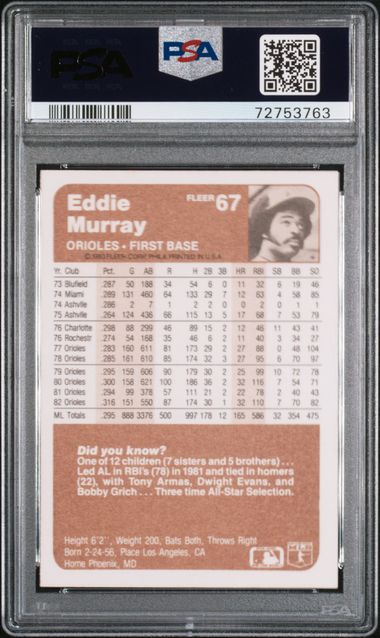 PSA
PSA
72753763
Eddie
Murray
FLEER 67
ORIOLES • FIRST BASE
© 1983 FLEER CORP. PHILA. PRINTED IN U.S.A.
Yr. Club Pct. G AB R H 2B 3B HR RBI SB BB SO
73 Blufield .287 50 188 34 54 6 0 11 32 6 19 46
74 Miami .289 131 460 64 133 29 7 12 63 4 58 85
74 Ashville .286 2 7 1 2 2 0 0 2 0 1 1
75 Ashville .264 124 436 66 115 13 5 17 68 7 53 79
76 Charlotte .298 88 299 46 89 15 2 12 46 11 43 41
76 Rochestr .274 54 168 35 46 6 2 11 40 3 34 27
77 Orioles .283 160 611 81 173 29 2 27 88 0 48 104
78 Orioles .285 161 610 85 174 32 3 27 95 6 70 97
79 Orioles .295 159 606 90 179 30 2 25 99 10 72 78
80 Orioles .300 158 621 100 186 36 2 32 116 7 54 71
81 Orioles .294 99 378 57 111 21 2 22 78 2 40 43
82 Orioles .316 151 550 87 174 30 1 32 110 7 70 82
ML Totals .295 888 3376 500 997 178 12 165 586 32 354 475
Did you know?
One of 12 children (7 sisters and 5 brothers) . . .
Led AL in RBI's (78) in 1981 and tied in homers
(22), with Tony Armas, Dwight Evans, and
Bobby Grich . . . Three time All-Star Selection.
Height 6'2'', Weight 200, Bats Both, Throws Right
Born 2-24-56, Place Los Angeles, CA
Home Phoenix, MD